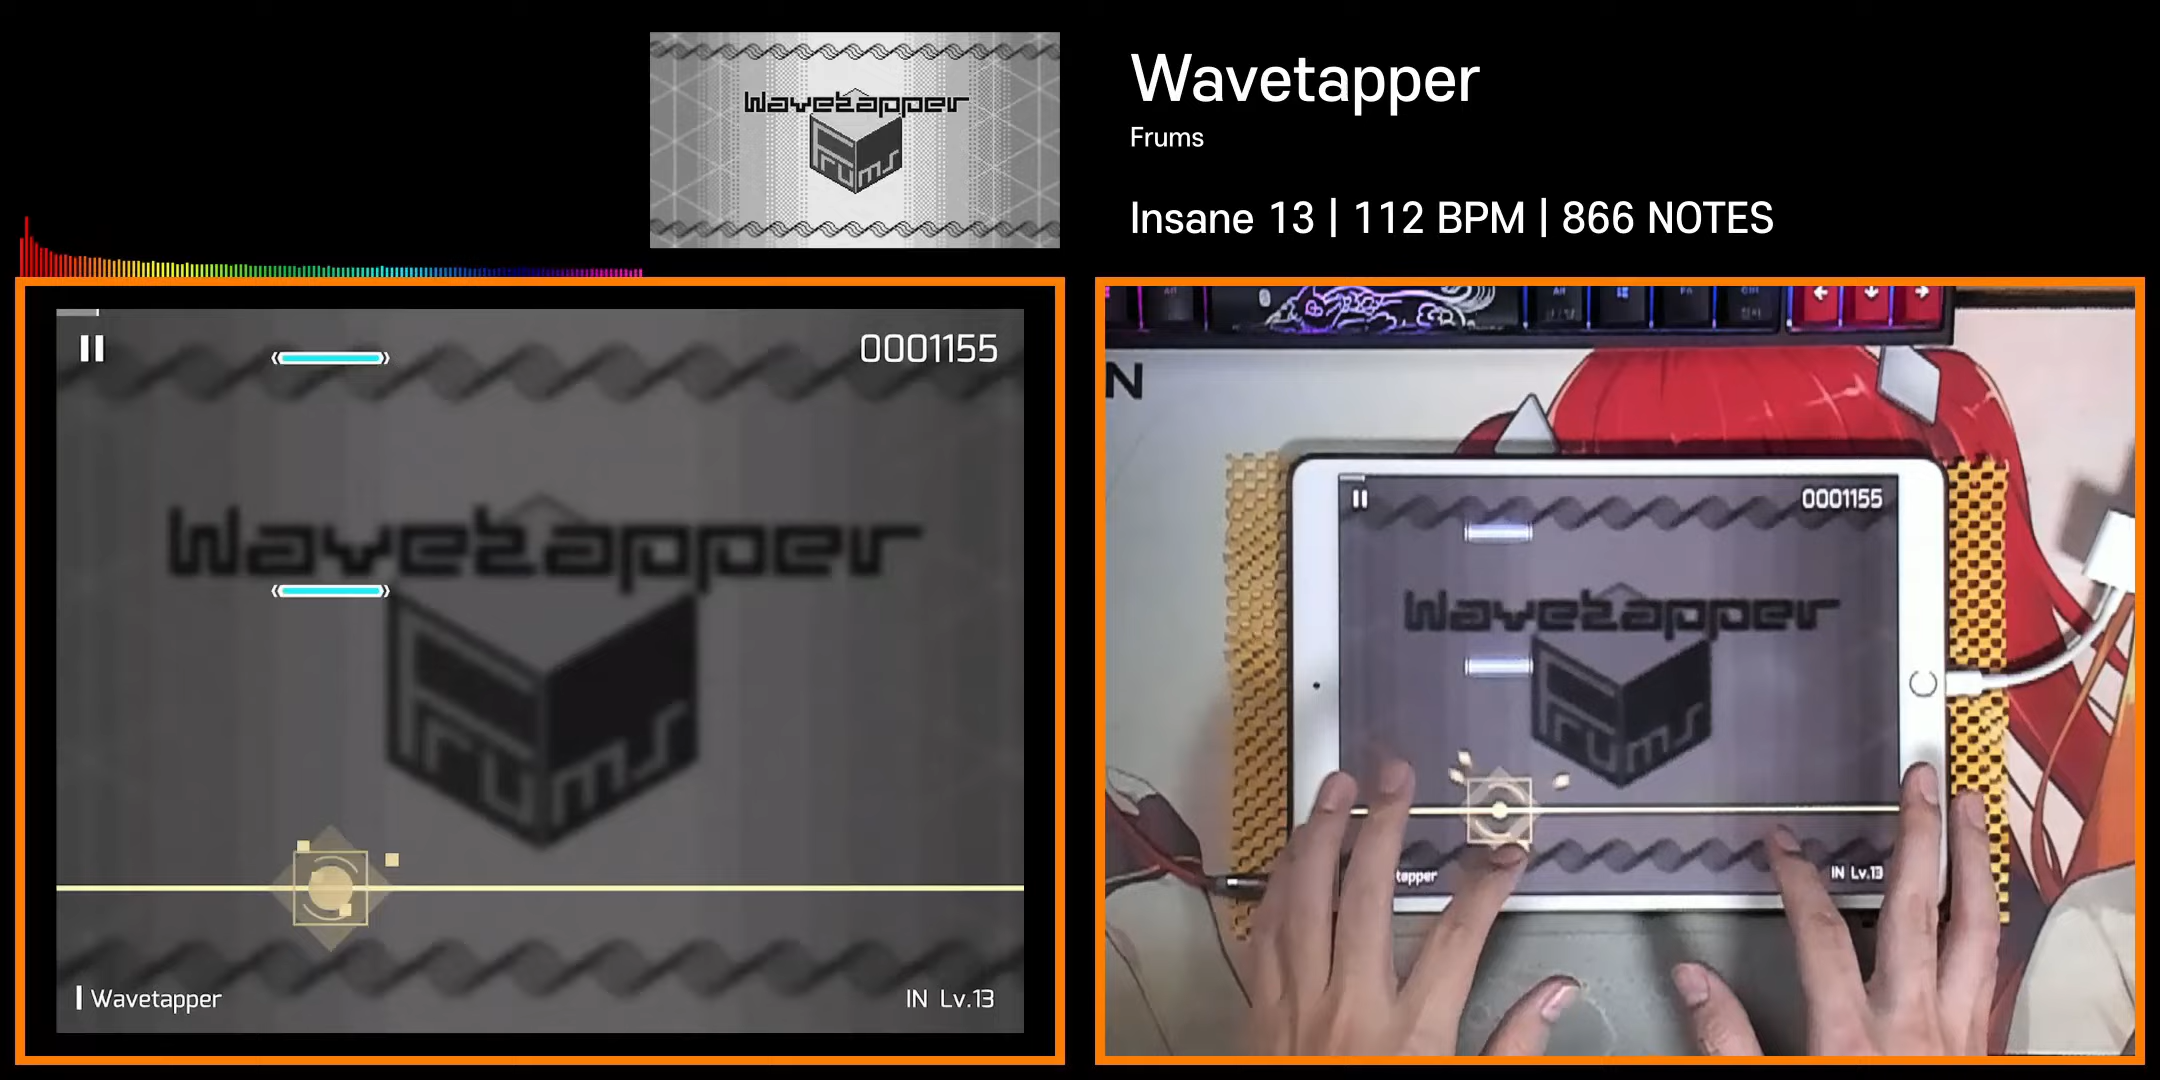 Wavetapper
Frums
Wavetapper
Frums
Insane 13 | 112 BPM | 866 NOTES
0001155
Wavetapper
Frums
Wavetapper
IN Lv.13
N
0001155
Wavetapper
Frums
tapper
IN Lv.13